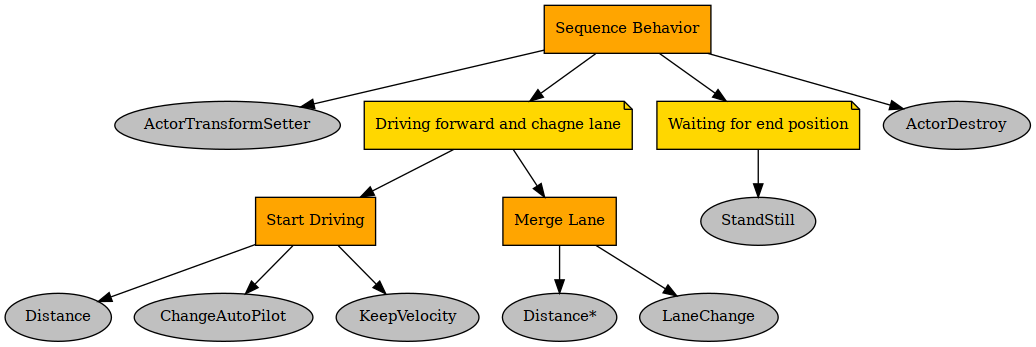 Sequence Behavior
ActorTransformSetter
Driving forward and chagne lane
Waiting for end position
ActorDestroy
Start Driving
Merge Lane
StandStill
Distance
ChangeAutoPilot
KeepVelocity
Distance*
LaneChange